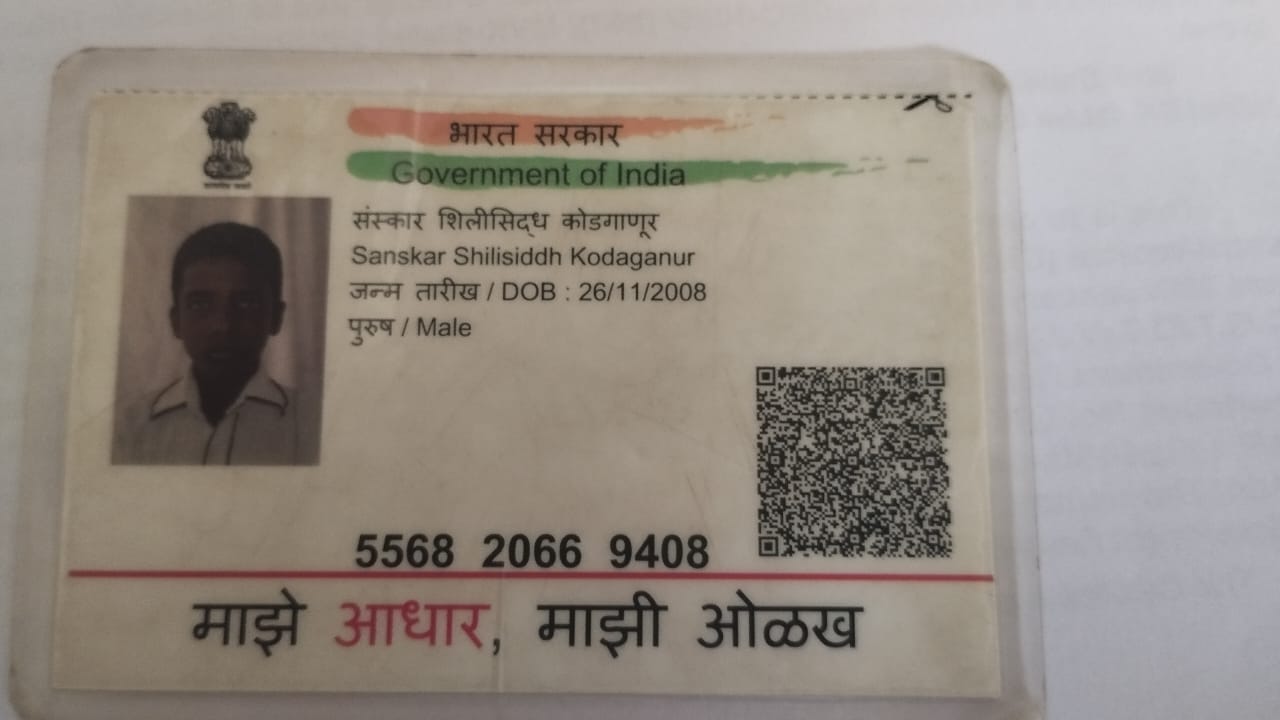 भारत सरकार
Government of India
संस्कार शिलीसिद्ध कोडगाणूर
Sanskar Shilisiddh Kodaganur
जन्म तारीख / DOB : 26/11/2008
पुरुष / Male
5568 2066 9408
माझे आधार, माझी ओळख